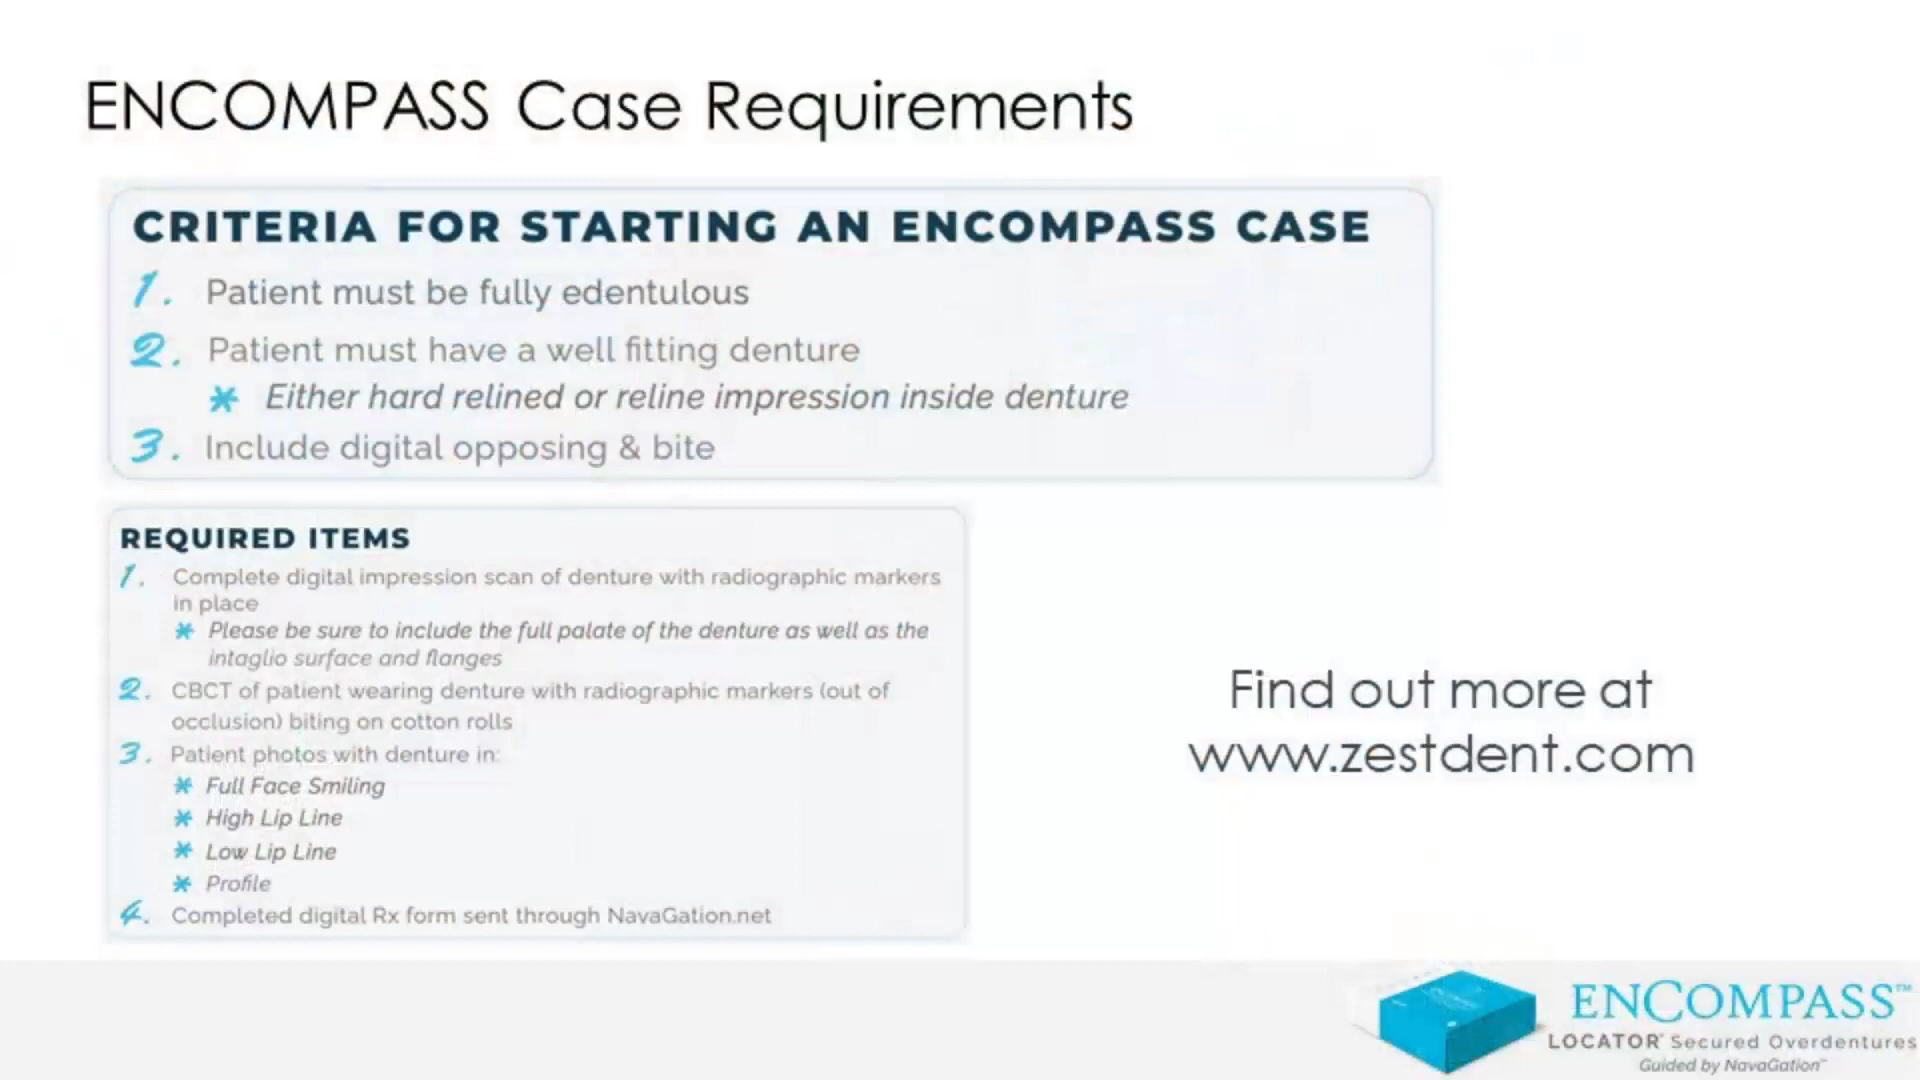 ENCOMPASS Case Requirements
CRITERIA FOR STARTING AN ENCOMPASS CASE
1. Patient must be fully edentulous
2. Patient must have a well fitting denture
* Either hard relined or reline impression inside denture
3. Include digital opposing & bite
REQUIRED ITEMS
1. Complete digital impression scan of denture with radiographic markers
in place
* Please be sure to include the full palate of the denture as well as the
intaglio surface and flanges
2. CBCT of patient wearing denture with radiographic markers (out of
occlusion) biting on cotton rolls
3. Patient photos with denture in:
* Full Face Smiling
* High Lip Line
* Low Lip Line
* Profile
4. Completed digital Rx form sent through NavaGation.net
Find out more at
www.zestdent.com
ENCOMPASS™
LOCATOR® Secured Overdentures
Guided by NavaGation™